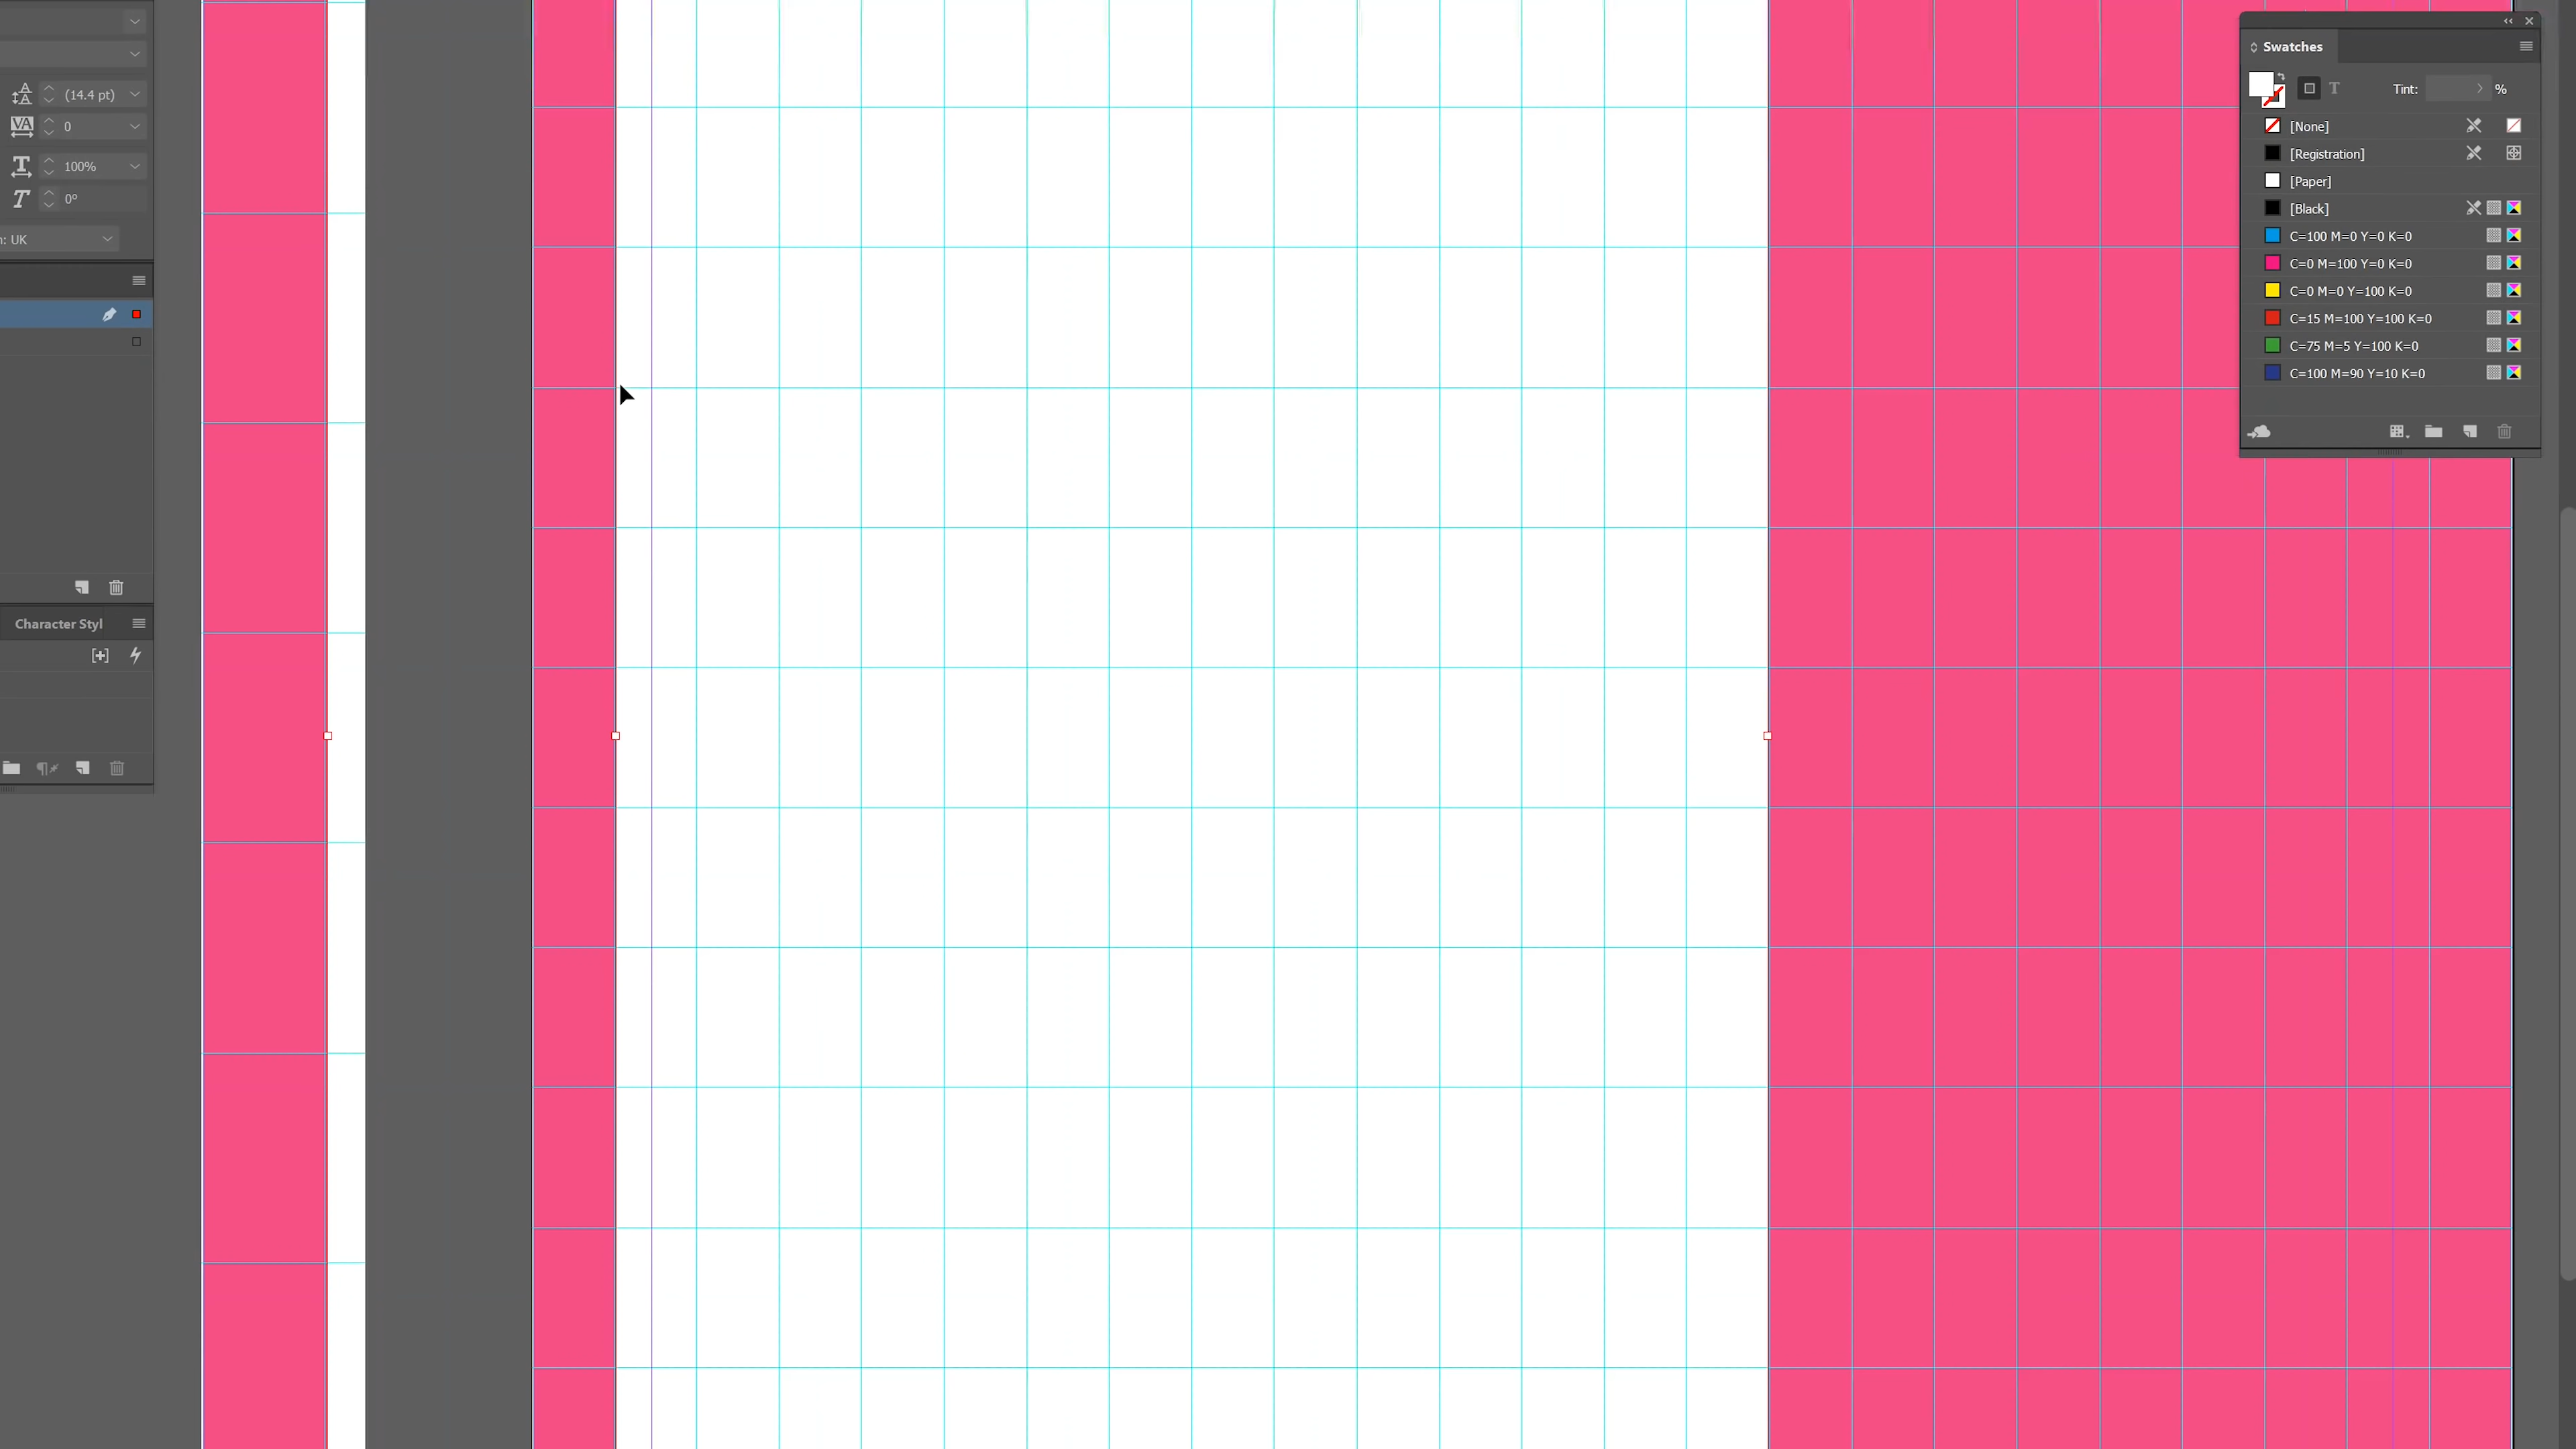 (14.4 pt)
0
100%
0°
: UK
Character Styl
Swatches
T
Tint:
%
[None]
[Registration]
[Paper]
[Black]
C=100 M=0 Y=0 K=0
C=0 M=100 Y=0 K=0
C=0 M=0 Y=100 K=0
C=15 M=100 Y=100 K=0
C=75 M=5 Y=100 K=0
C=100 M=90 Y=10 K=0